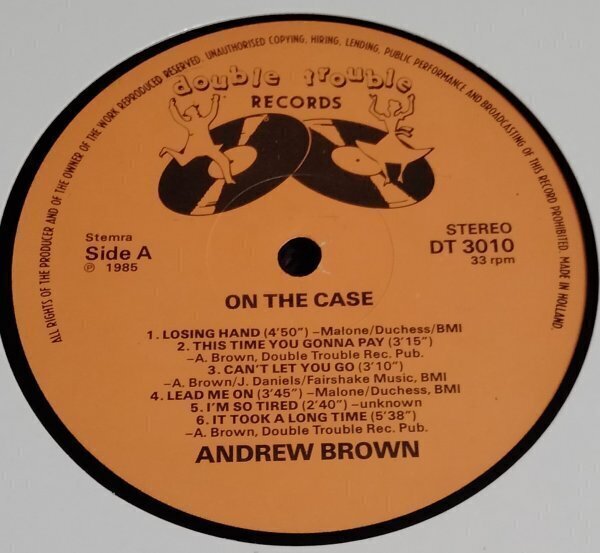 ALL RIGHTS OF THE PRODUCER AND OF THE OWNER OF THE WORK REPRODUCED RESERVED. UNAUTHORISED COPYING, HIRING, LENDING, PUBLIC PERFORMANCE AND BROADCASTING OF THIS RECORD PROHIBITED. MADE IN HOLLAND.
double trouble
RECORDS
Stemra
Side A
℗ 1985
STEREO
DT 3010
33 rpm
ON THE CASE
1. LOSING HAND (4'50") –Malone/Duchess/BMI
2. THIS TIME YOU GONNA PAY (3'15")
–A. Brown, Double Trouble Rec. Pub.
3. CAN'T LET YOU GO (3'10")
–A. Brown/J. Daniels/Fairshake Music, BMI
4. LEAD ME ON (3'45") –Malone/Duchess, BMI
5. I'M SO TIRED (2'40") –unknown
6. IT TOOK A LONG TIME (5'38")
–A. Brown, Double Trouble Rec. Pub.
ANDREW BROWN